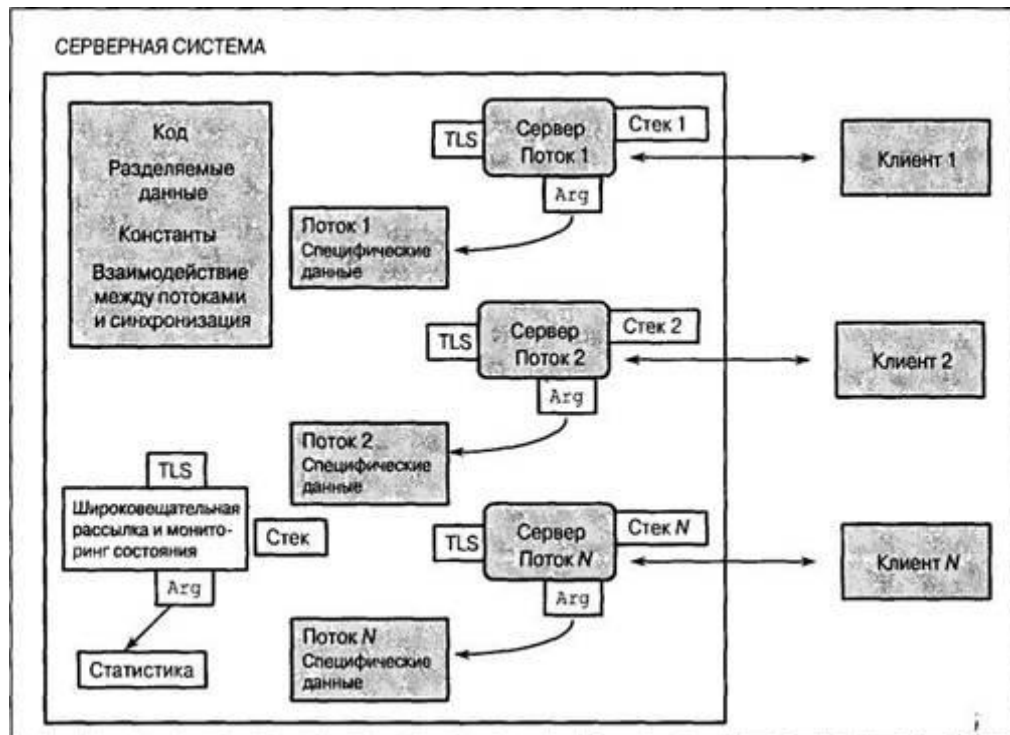 СЕРВЕРНАЯ СИСТЕМА
Код
Разделяемые
данные
Константы
Взаимодействие
между потоками
и синхронизация
TLS
Сервер
Поток 1
Стек 1
Arg
Клиент 1
Поток 1
Специфические
данные
TLS
Сервер
Поток 2
Стек 2
Arg
Клиент 2
Поток 2
Специфические
данные
TLS
Широковещательная
рассылка и монито-
ринг состояния
Стек
Arg
Статистика
TLS
Сервер
Поток N
Стек N
Arg
Клиент N
Поток N
Специфические
данные